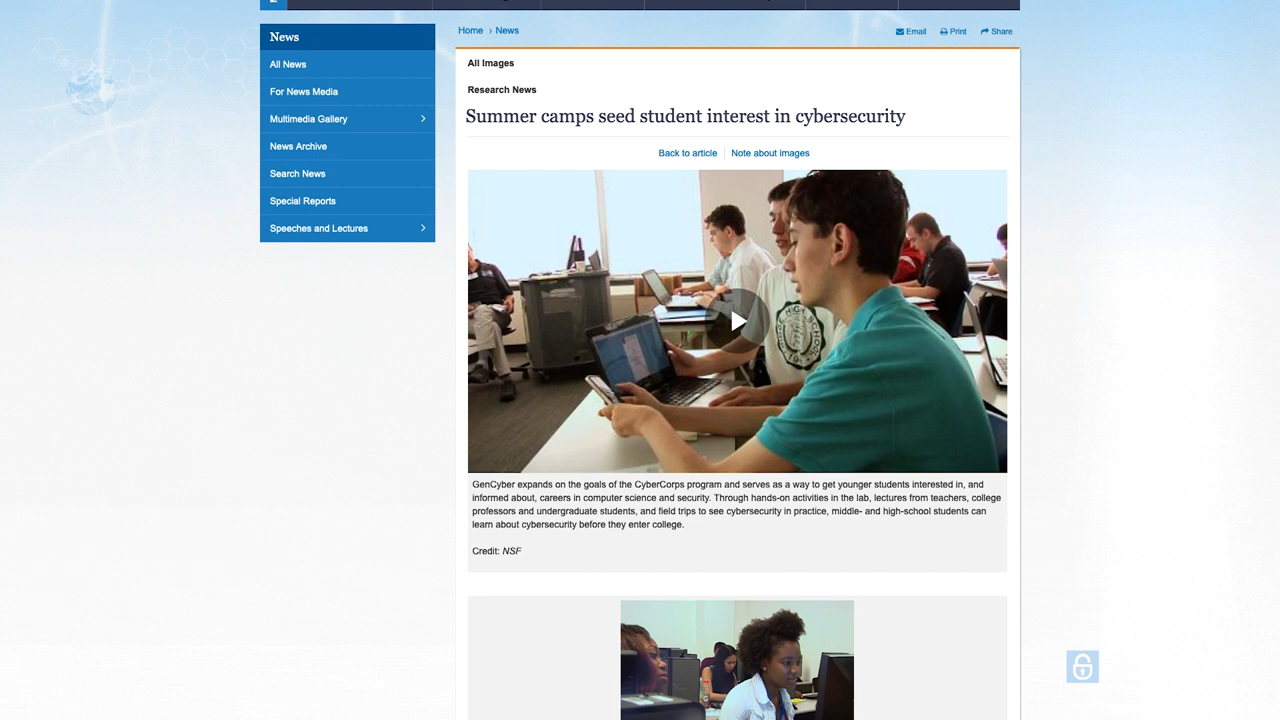 News
All News
For News Media
Multimedia Gallery
News Archive
Search News
Special Reports
Speeches and Lectures
Home › News
Email Print Share
All Images
Research News
Summer camps seed student interest in cybersecurity
Back to article Note about images
HIGH SCHOOL
GenCyber expands on the goals of the CyberCorps program and serves as a way to get younger students interested in, and
informed about, careers in computer science and security. Through hands-on activities in the lab, lectures from teachers, college
professors and undergraduate students, and field trips to see cybersecurity in practice, middle- and high-school students can
learn about cybersecurity before they enter college.
Credit: NSF